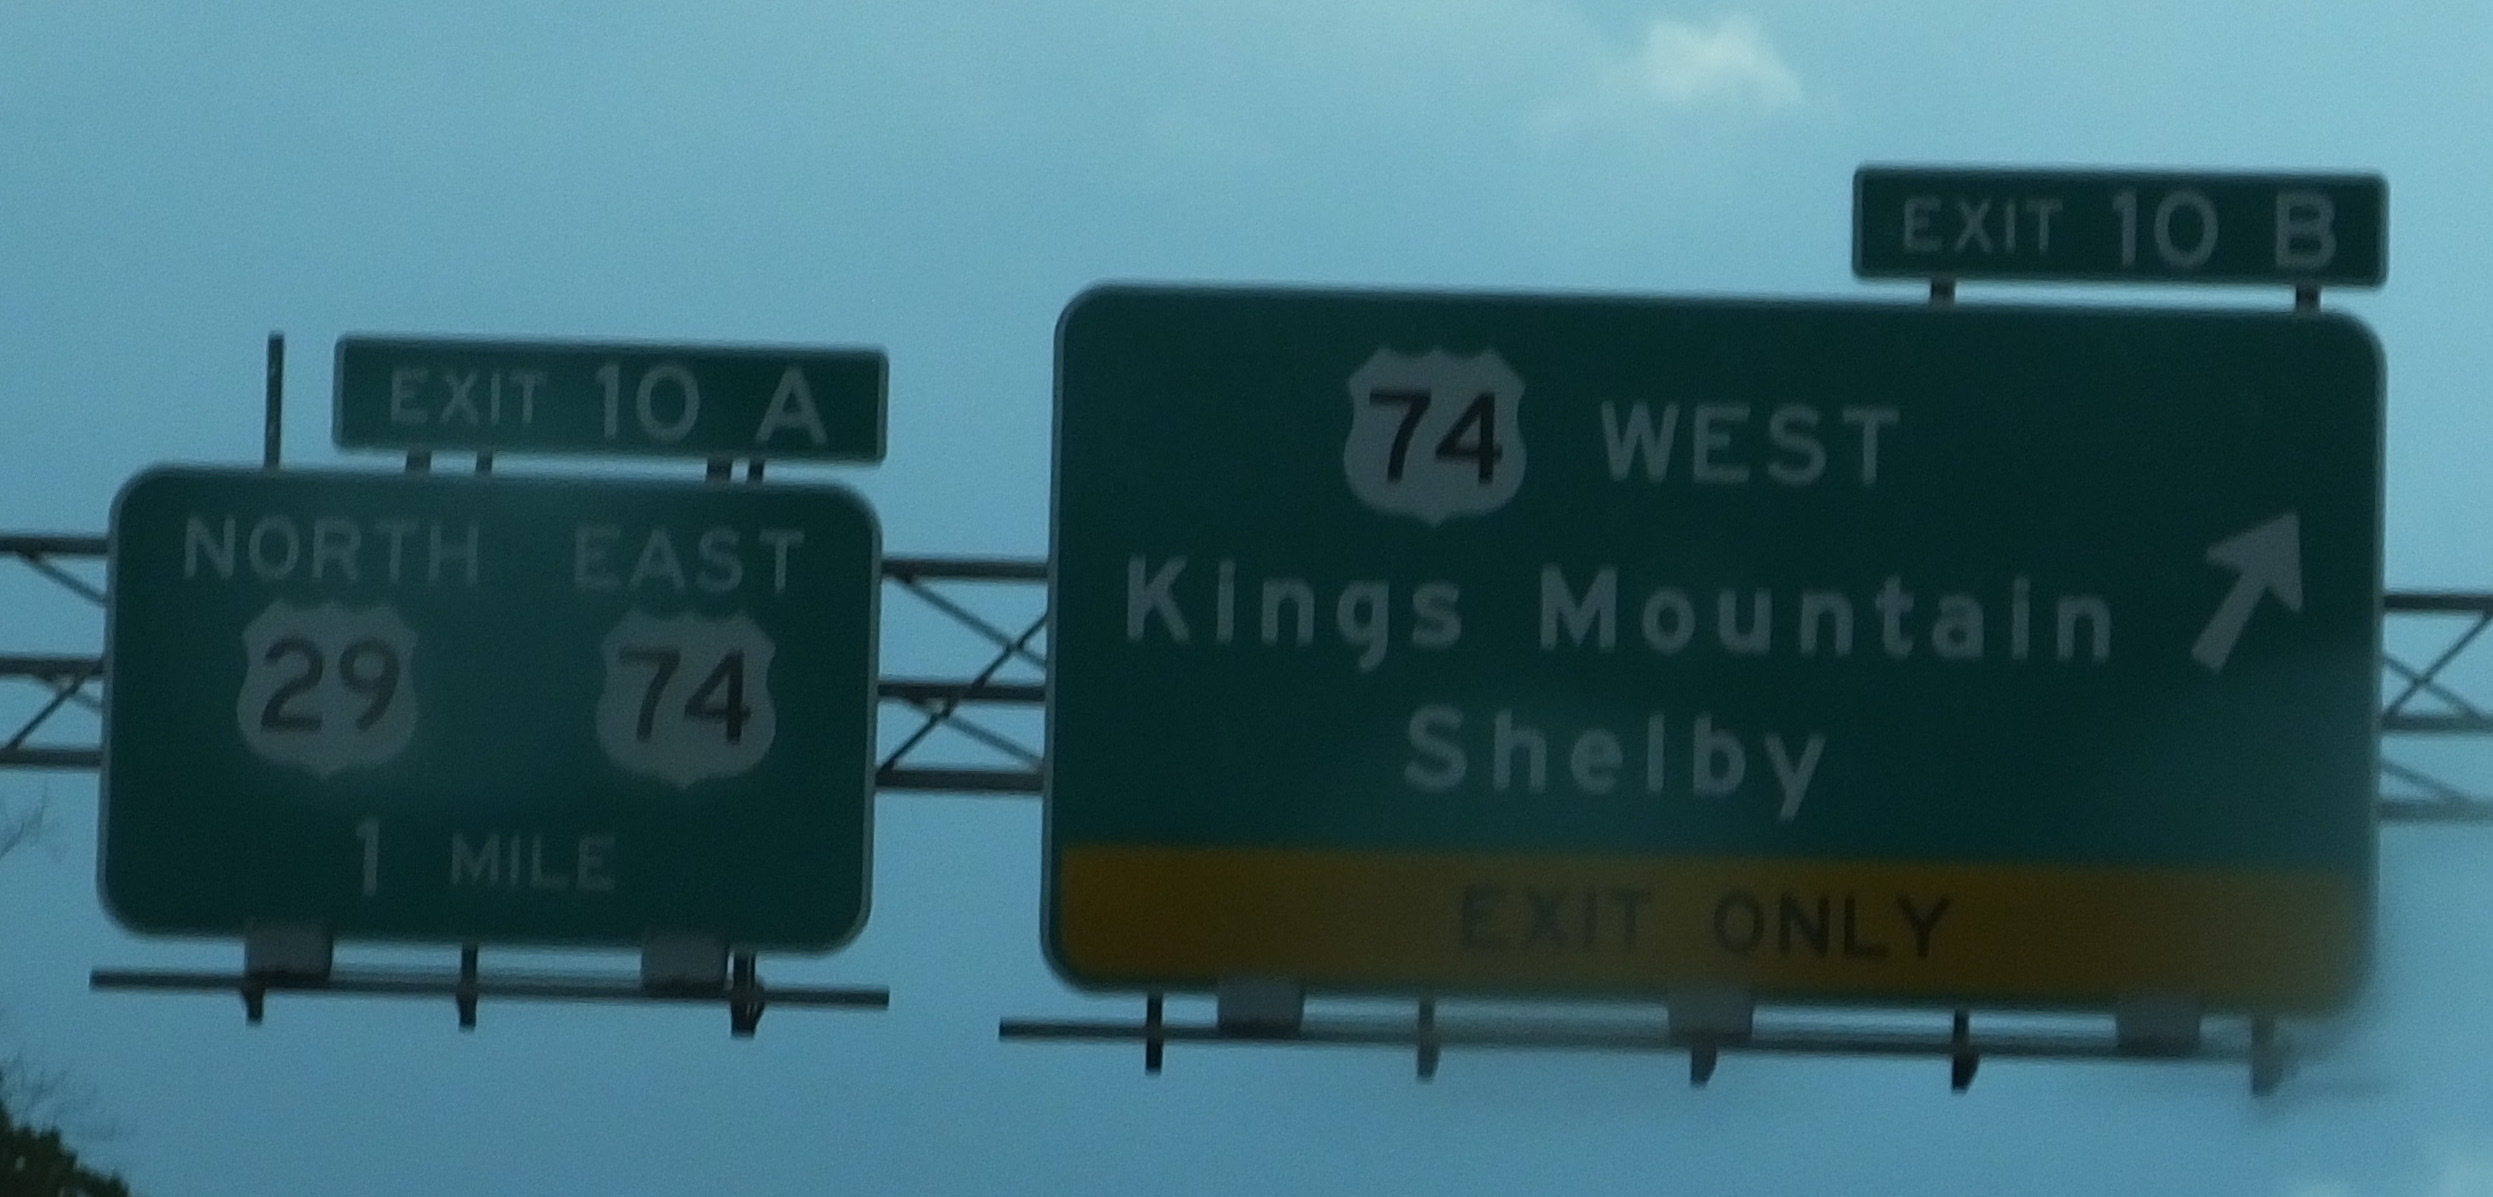 EXIT 10 A
NORTH EAST
29 74
1 MILE
EXIT 10 B
74 WEST
Kings Mountain
Shelby
EXIT ONLY